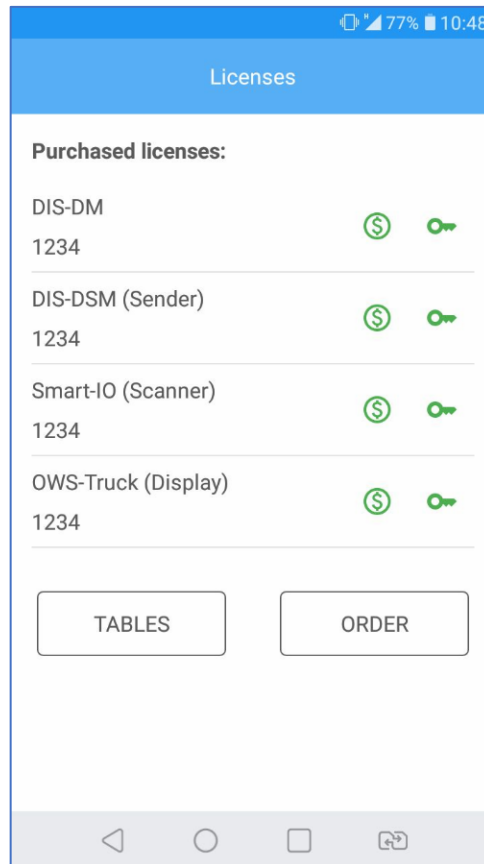 77% 10:48
Licenses
Purchased licenses:
DIS-DM
1234
DIS-DSM (Sender)
1234
Smart-IO (Scanner)
1234
OWS-Truck (Display)
1234
TABLES ORDER